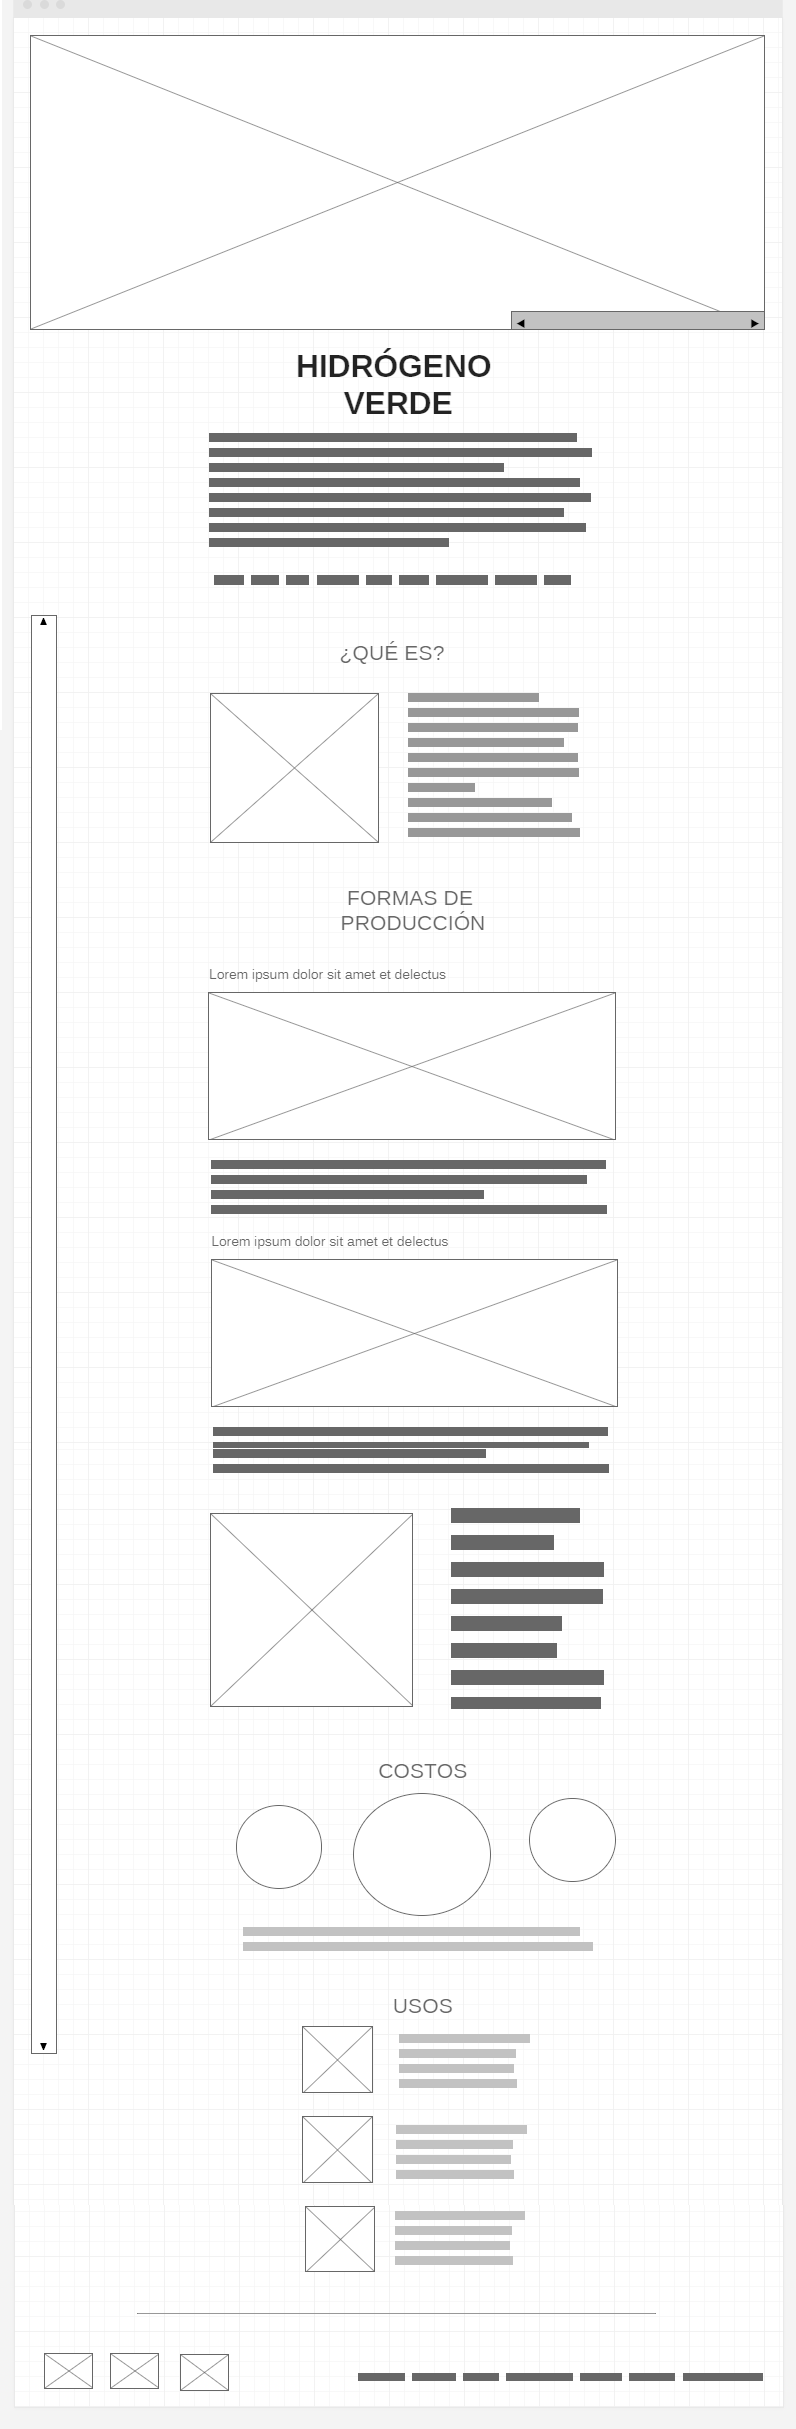 HIDRÓGENO
VERDE
¿QUÉ ES?
FORMAS DE
PRODUCCIÓN
Lorem ipsum dolor sit amet et delectus
Lorem ipsum dolor sit amet et delectus
COSTOS
USOS